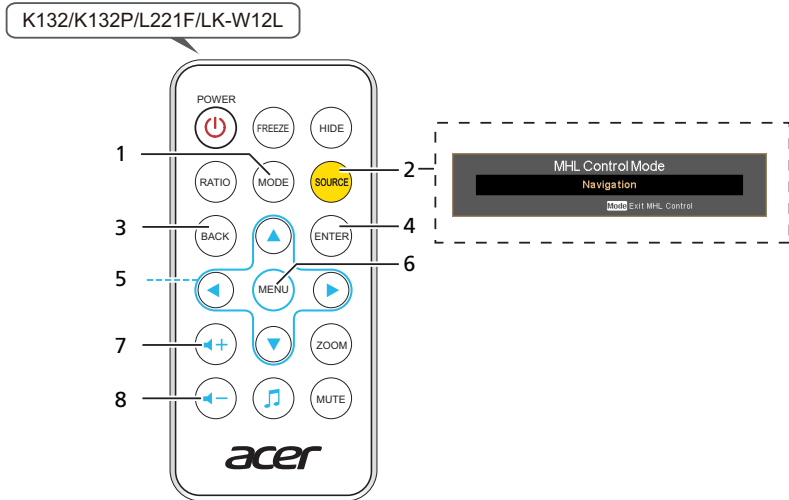 K132/K132P/L221F/LK-W12L
POWER
FREEZE
HIDE
1
RATIO
MODE
SOURCE
2
MHL Control Mode
Navigation
Mode Exit MHL Control
3
BACK
ENTER
4
5
MENU
6
7
ZOOM
8
MUTE
acer